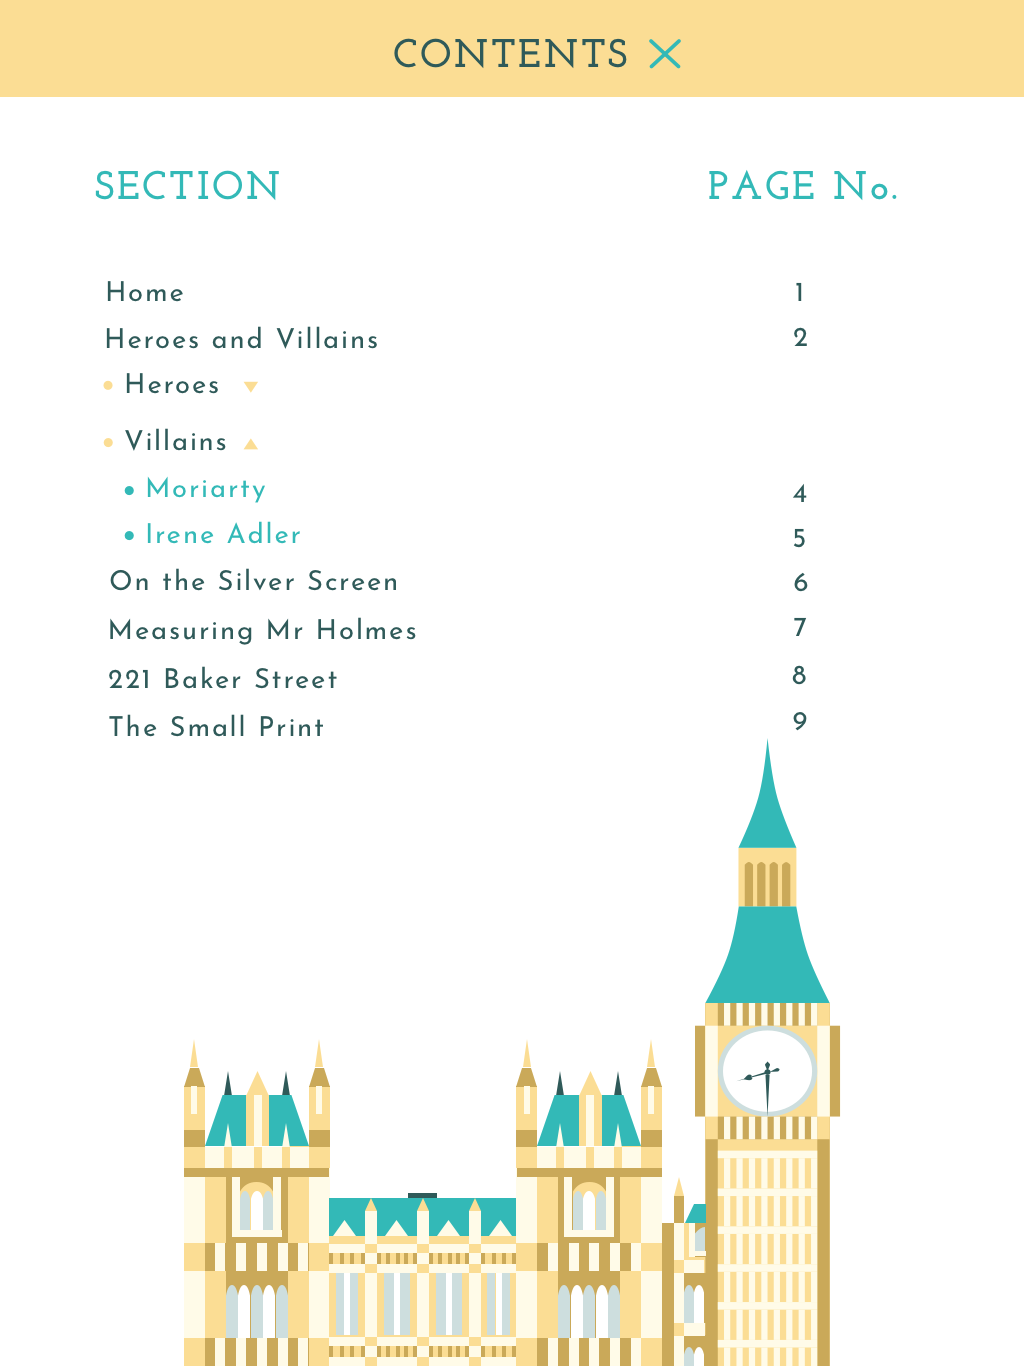 CONTENTS
SECTION PAGE No.
Home 1
Heroes and Villains 2
Heroes
Villains
Moriarty 4
Irene Adler 5
On the Silver Screen 6
Measuring Mr Holmes 7
221 Baker Street 8
The Small Print 9